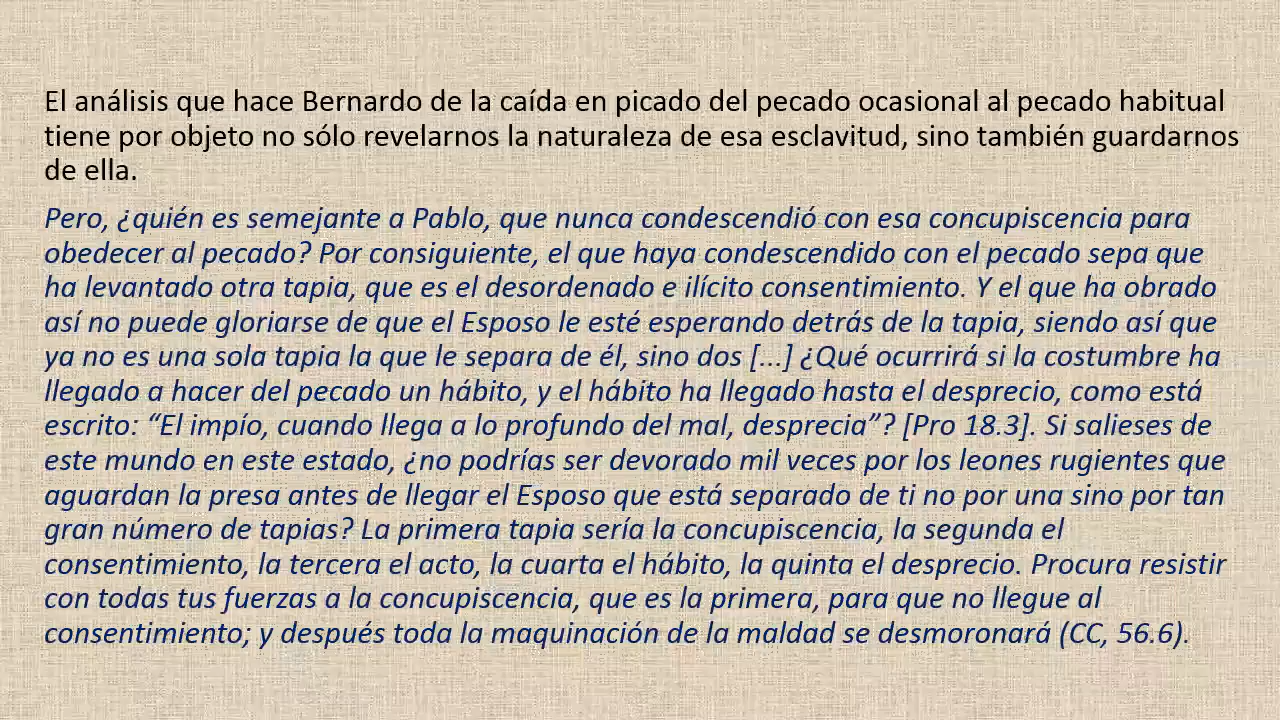 El análisis que hace Bernardo de la caída en picado del pecado ocasional al pecado habitual
tiene por objeto no sólo revelarnos la naturaleza de esa esclavitud, sino también guardarnos
de ella.
Pero, ¿quién es semejante a Pablo, que nunca condescendió con esa concupiscencia para
obedecer al pecado? Por consiguiente, el que haya condescendido con el pecado sepa que
ha levantado otra tapia, que es el desordenado e ilícito consentimiento. Y el que ha obrado
así no puede gloriarse de que el Esposo le esté esperando detrás de la tapia, siendo así que
ya no es una sola tapia la que le separa de él, sino dos [...] ¿Qué ocurrirá si la costumbre ha
llegado a hacer del pecado un hábito, y el hábito ha llegado hasta el desprecio, como está
escrito: “El impío, cuando llega a lo profundo del mal, desprecia”? [Pro 18.3]. Si salieses de
este mundo en este estado, ¿no podrías ser devorado mil veces por los leones rugientes que
aguardan la presa antes de llegar el Esposo que está separado de ti no por una sino por tan
gran número de tapias? La primera tapia sería la concupiscencia, la segunda el
consentimiento, la tercera el acto, la cuarta el hábito, la quinta el desprecio. Procura resistir
con todas tus fuerzas a la concupiscencia, que es la primera, para que no llegue al
consentimiento; y después toda la maquinación de la maldad se desmoronará (CC, 56.6).